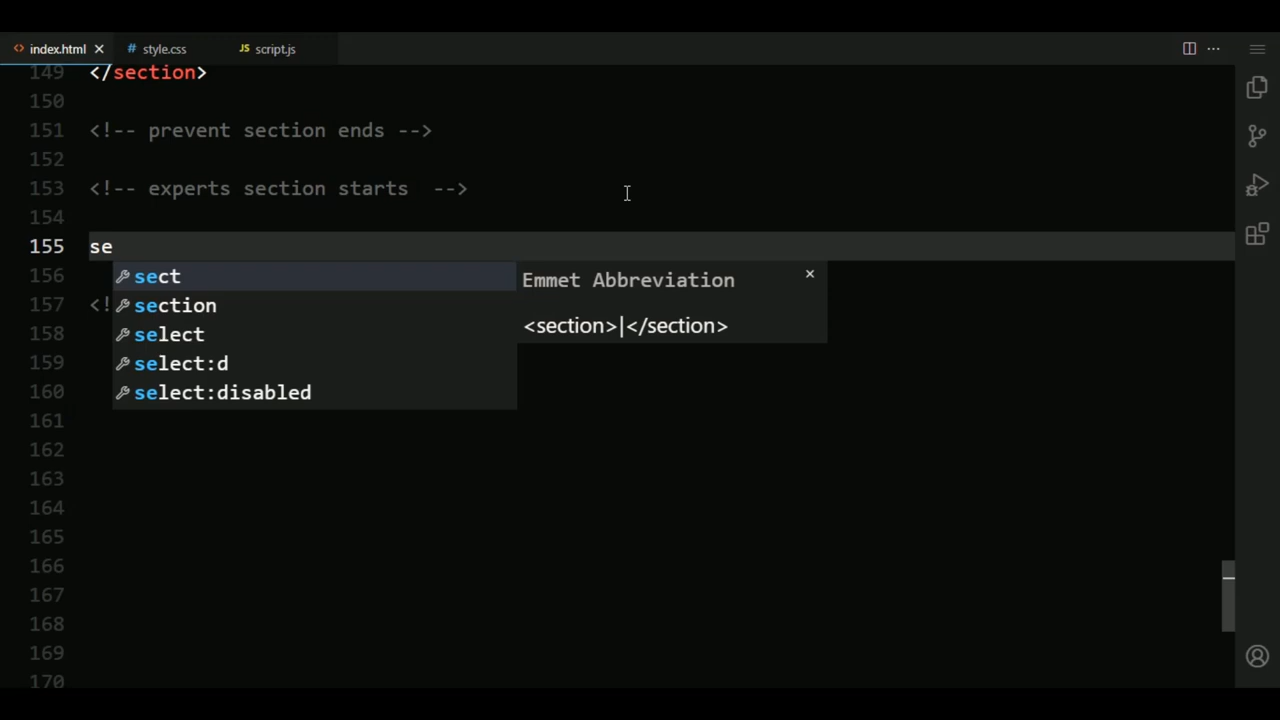 index.html × # style.css JS script.js
149 </section>
150
151 <!-- prevent section ends -->
152
153 <!-- experts section starts  -->
154
155 se
156 sect Emmet Abbreviation ×
157 <! section <section>|</section>
158 select
159 select:d
160 select:disabled
161
162
163
164
165
166
167
168
169
170